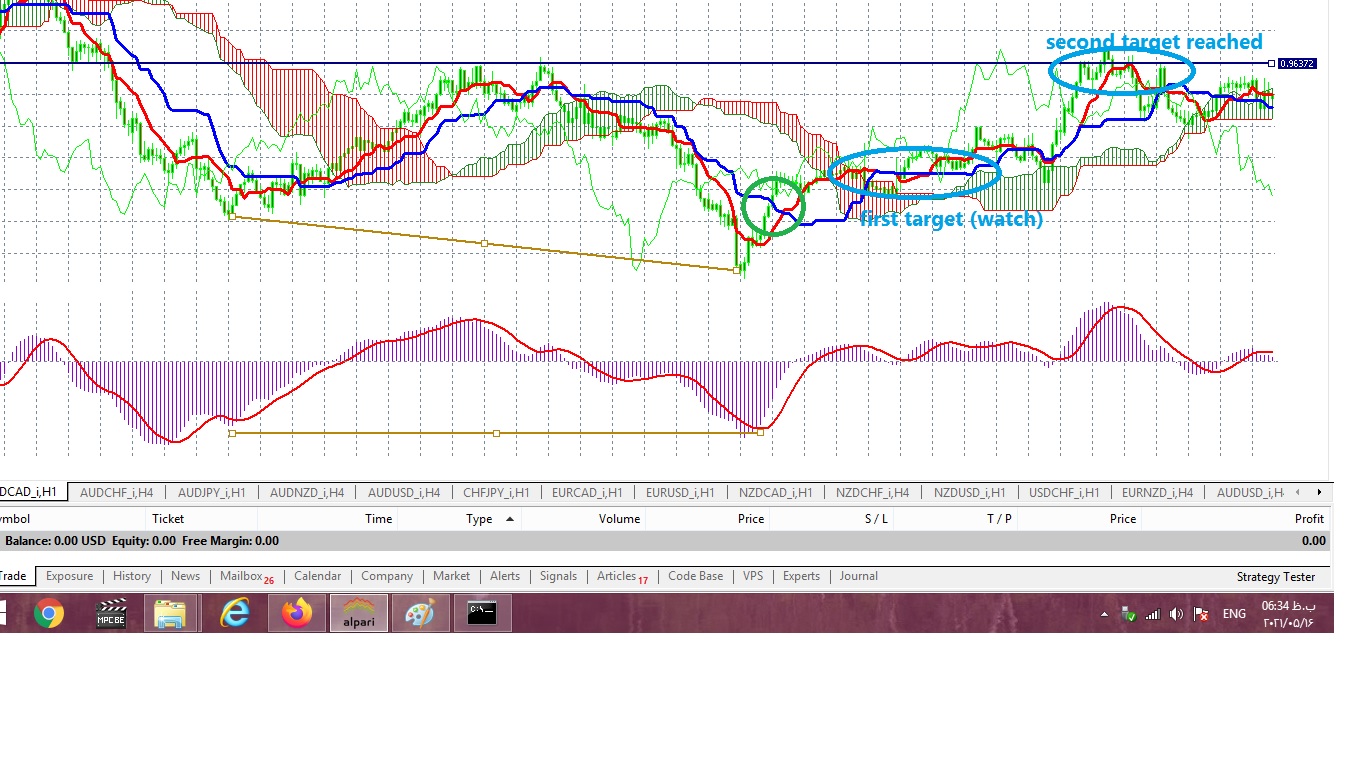 second target reached
0.96372
first target (watch)
DCAD_i,H1 AUDCHF_i,H4 AUDJPY_i,H1 AUDNZD_i,H4 AUDUSD_i,H4 CHFJPY_i,H1 EURCAD_i,H1 EURUSD_i,H1 NZDCAD_i,H1 NZDCHF_i,H4 NZDUSD_i,H1 USDCHF_i,H1 EURNZD_i,H4 AUDUSD_i,H
ymbol Ticket Time Type Volume Price S / L T / P Price Profit
Balance: 0.00 USD Equity: 0.00 Free Margin: 0.00 0.00
Trade Exposure History News Mailbox 26 Calendar Company Market Alerts Signals Articles 17 Code Base VPS Experts Journal Strategy Tester
MPC BE alpari C:\_ ENG 06:34 ب.ظ
۲۰۲۱/۰۵/۱۶